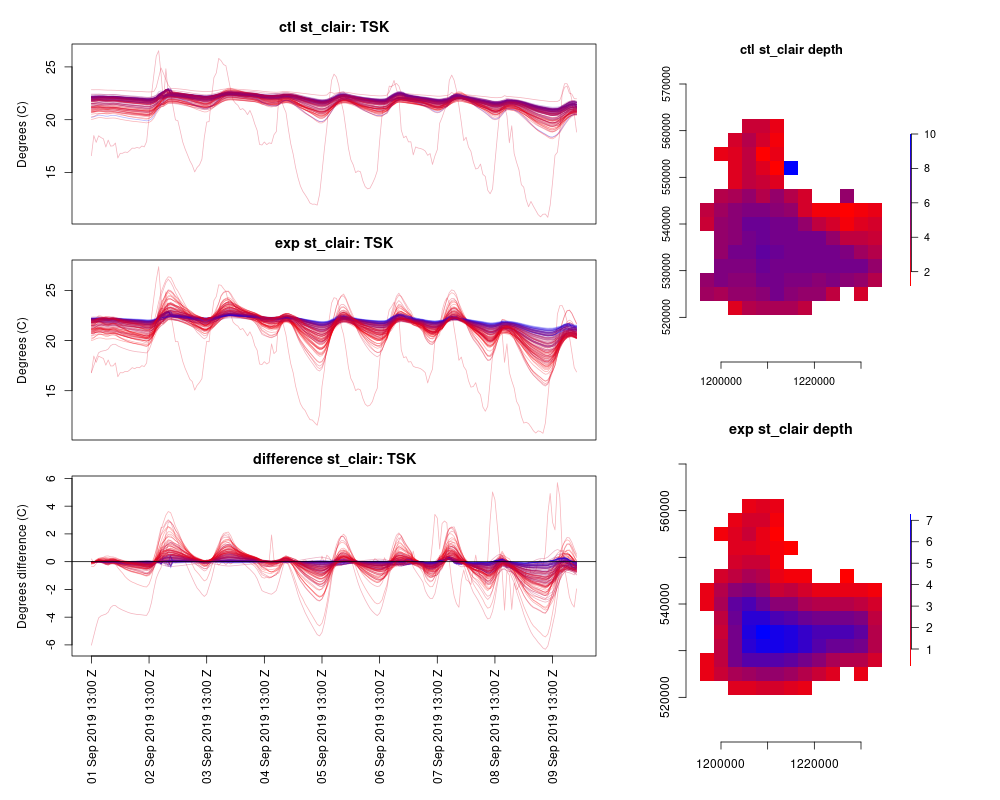 ctl st_clair: TSK
Degrees (C)
25
20
15
exp st_clair: TSK
Degrees (C)
25
20
15
difference st_clair: TSK
Degrees difference (C)
6
4
2
0
-2
-4
-6
01 Sep 2019 13:00 Z
02 Sep 2019 13:00 Z
03 Sep 2019 13:00 Z
04 Sep 2019 13:00 Z
05 Sep 2019 13:00 Z
06 Sep 2019 13:00 Z
07 Sep 2019 13:00 Z
08 Sep 2019 13:00 Z
09 Sep 2019 13:00 Z
ctl st_clair depth
570000
560000
550000
540000
530000
520000
1200000
1220000
10
8
6
4
2
exp st_clair depth
560000
540000
520000
1200000
1220000
7
6
5
4
3
2
1